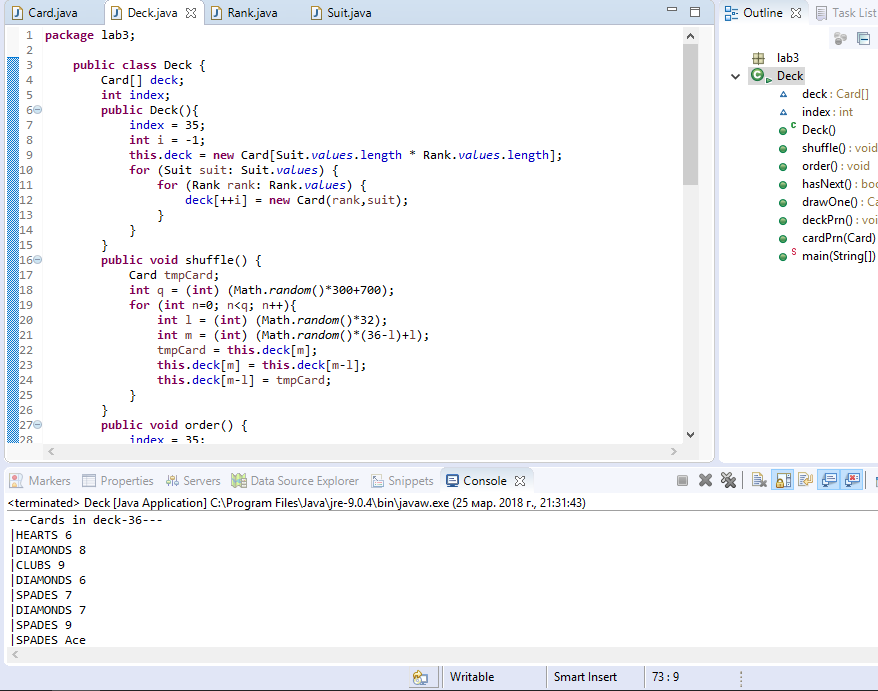 Card.java Deck.java Rank.java Suit.java
1 package lab3;
2
3 public class Deck {
4 Card[] deck;
5 int index;
6 public Deck(){
7 index = 35;
8 int i = -1;
9 this.deck = new Card[Suit.values.length * Rank.values.length];
10 for (Suit suit: Suit.values) {
11 for (Rank rank: Rank.values) {
12 deck[++i] = new Card(rank,suit);
13 }
14 }
15 }
16 public void shuffle() {
17 Card tmpCard;
18 int q = (int) (Math.random()*300+700);
19 for (int n=0; n<q; n++){
20 int l = (int) (Math.random()*32);
21 int m = (int) (Math.random()*(36-l)+l);
22 tmpCard = this.deck[m];
23 this.deck[m] = this.deck[m-l];
24 this.deck[m-l] = tmpCard;
25 }
26 }
27 public void order() {
28 index = 35;
Outline Task List
lab3
Deck
deck : Card[]
index : int
Deck()
shuffle() : void
order() : void
hasNext() : boo
drawOne() : Ca
deckPrn() : voi
cardPrn(Card)
main(String[])
Markers Properties Servers Data Source Explorer Snippets Console
<terminated> Deck [Java Application] C:\Program Files\Java\jre-9.0.4\bin\javaw.exe (25 мар. 2018 г., 21:31:43)
---Cards in deck-36---
|HEARTS 6
|DIAMONDS 8
|CLUBS 9
|DIAMONDS 6
|SPADES 7
|DIAMONDS 7
|SPADES 9
|SPADES Ace
Writable Smart Insert 73 : 9